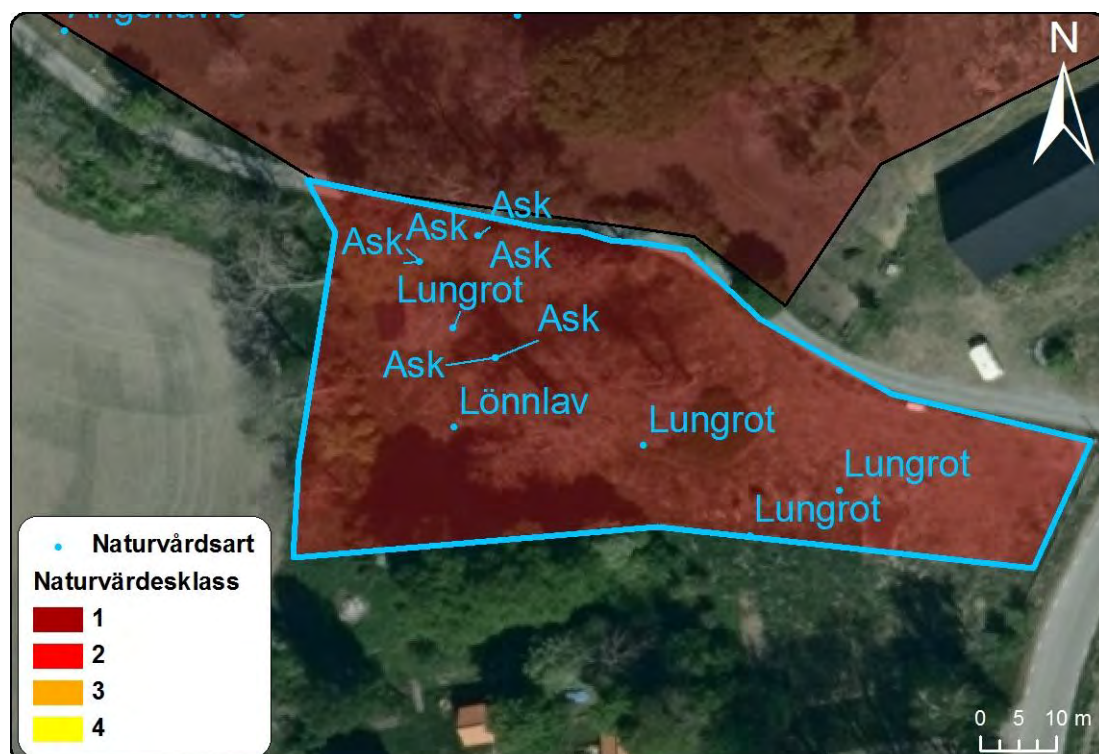 N
Ask
Ask
Ask
Ask
Lungrot
Ask
Ask
Lönnlav
Lungrot
Lungrot
Lungrot
Naturvårdsart
Naturvärdesklass
1
2
3
4
0 5 10 m